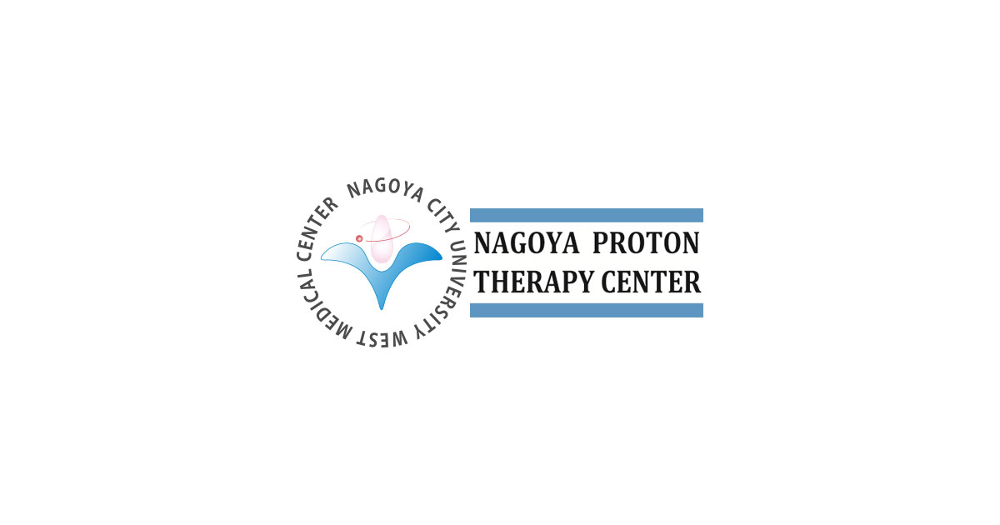 NAGOYA CITY UNIVERSITY WEST MEDICAL CENTER
NAGOYA PROTON
THERAPY CENTER